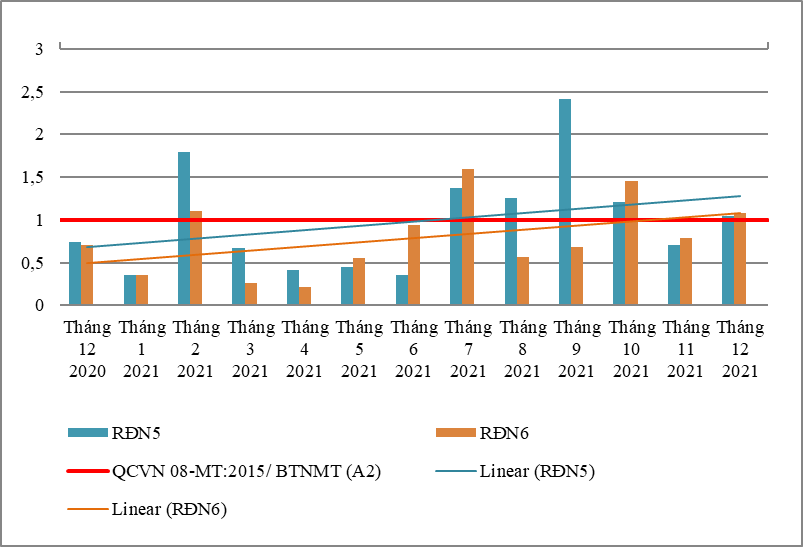 3
2,5
2
1,5
1
0,5
0
Tháng 12 2020
Tháng 1 2021
Tháng 2 2021
Tháng 3 2021
Tháng 4 2021
Tháng 5 2021
Tháng 6 2021
Tháng 7 2021
Tháng 8 2021
Tháng 9 2021
Tháng 10 2021
Tháng 11 2021
Tháng 12 2021
RĐN5
RĐN6
QCVN 08-MT:2015/ BTNMT (A2)
Linear (RĐN5)
Linear (RĐN6)